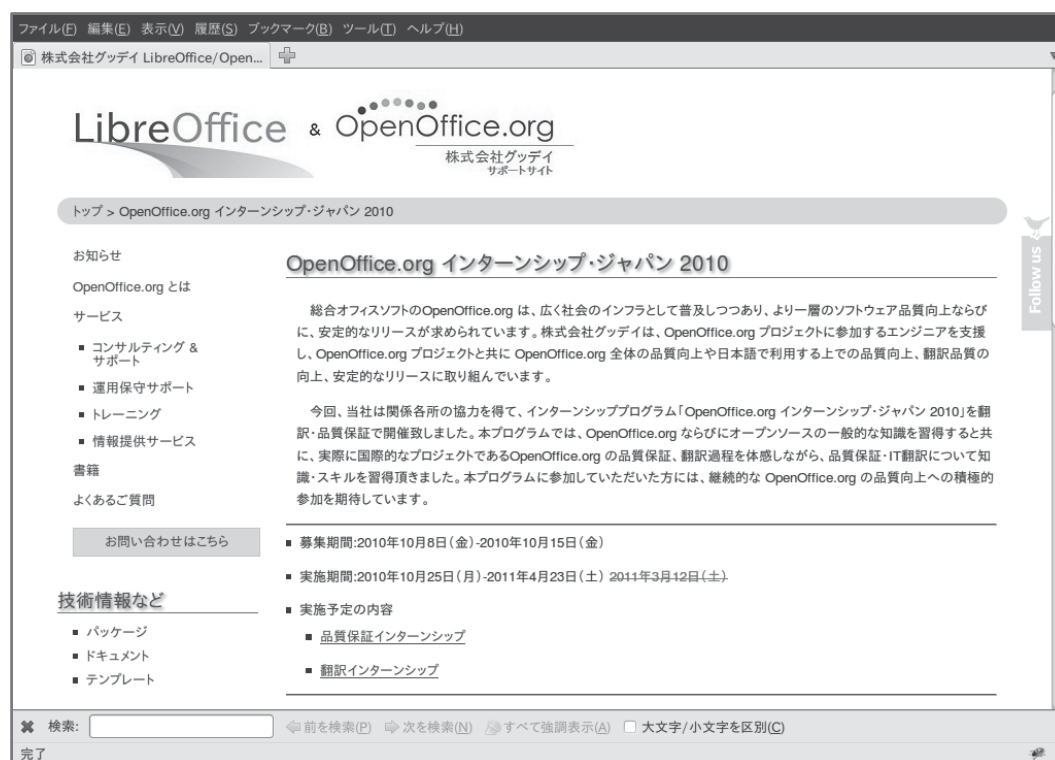 ファイル(F) 編集(E) 表示(V) 履歴(S) ブックマーク(B) ツール(T) ヘルプ(H)
株式会社グッデイ LibreOffice/Open...
LibreOffice & OpenOffice.org
株式会社グッデイ
サポートサイト
トップ > OpenOffice.org インターンシップ・ジャパン 2010
お知らせ
OpenOffice.org とは
サービス
コンサルティング &
サポート
運用保守サポート
トレーニング
情報提供サービス
書籍
よくあるご質問
お問い合わせはこちら
技術情報など
パッケージ
ドキュメント
テンプレート
OpenOffice.org インターンシップ・ジャパン 2010
総合オフィスソフトのOpenOffice.org は、広く社会のインフラとして普及しつつあり、より一層のソフトウェア品質向上ならび
に、安定的なリリースが求められています。株式会社グッデイは、OpenOffice.org プロジェクトに参加するエンジニアを支援
し、OpenOffice.org プロジェクトと共に OpenOffice.org 全体の品質向上や日本語で利用する上での品質向上、翻訳品質の
向上、安定的なリリースに取り組んでいます。
今回、当社は関係各所の協力を得て、インターンシッププログラム「OpenOffice.org インターンシップ・ジャパン 2010」を翻
訳・品質保証で開催致しました。本プログラムでは、OpenOffice.org ならびにオープンソースの一般的な知識を習得すると共
に、実際に国際的なプロジェクトであるOpenOffice.org の品質保証、翻訳過程を体感しながら、品質保証・IT翻訳について知
識・スキルを習得頂きました。本プログラムに参加していただいた方には、継続的な OpenOffice.org の品質向上への積極的
参加を期待しています。
募集期間:2010年10月8日(金)-2010年10月15日(金)
実施期間:2010年10月25日(月)-2011年4月23日(土) 2011年3月12日(土)
実施予定の内容
品質保証インターンシップ
翻訳インターンシップ
Follow us
検索: 前を検索(P) 次を検索(N) すべて強調表示(A) 大文字/小文字を区別(C)
完了